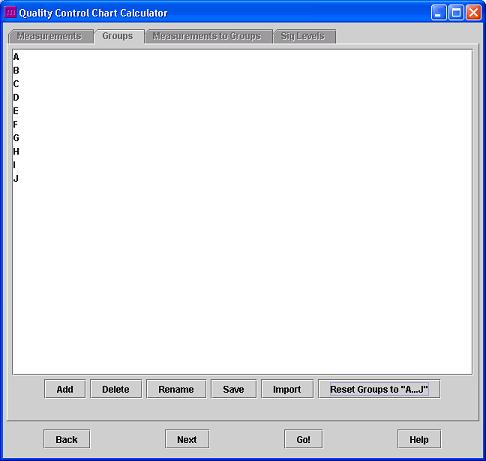 Quality Control Chart Calculator
Measurements Groups Measurements to Groups Sig Levels
A
B
C
D
E
F
G
H
I
J
Add Delete Rename Save Import Reset Groups to "A...J"
Back Next Go! Help